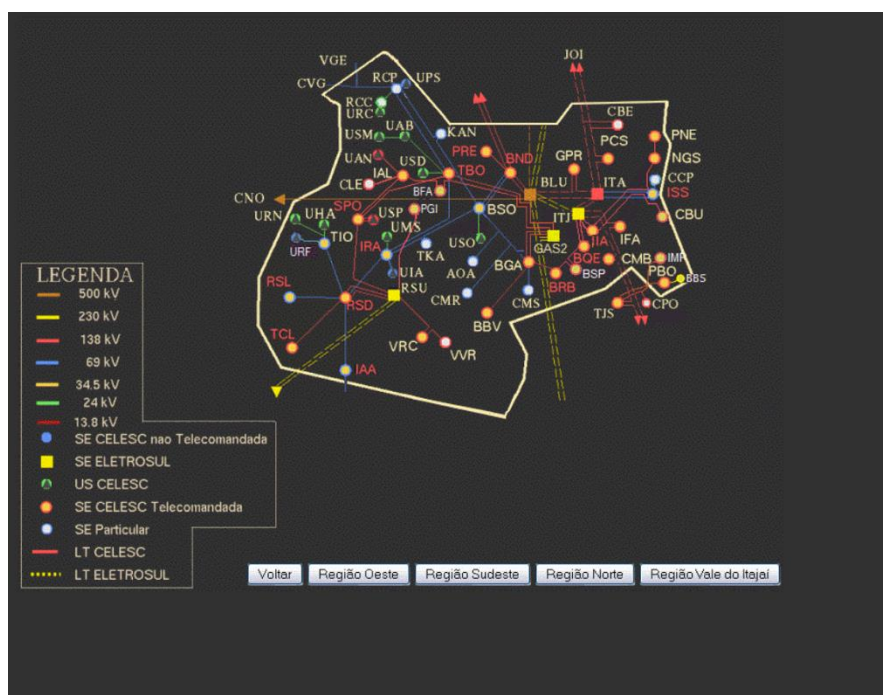 JOI
VGE
CVG
RCP
UPS
RCC
URC
UAB
KAN
CBE
USM
PCS
PNE
UAN
USD
PRE
BND
GPR
NGS
IAL
TBO
CCP
CLE
BFA
BLU
ITA
ISS
CNO
PGI
BSO
ITJ
CBU
URN
UHA
SPO
USP
UMS
USO
GAS2
IIA
IFA
TIO
IRA
TKA
URF
UIA
AOA
BGA
BQE
CMB
IMP
RSU
BRB
BSP
PBO
BBS
LEGENDA
RSL
RSD
CMR
CMS
TJS
CPO
500 kV
BBV
230 kV
TCL
VRC
VVR
138 kV
69 kV
IAA
34.5 kV
24 kV
13.8 kV
SE CELESC nao Telecomandada
SE ELETROSUL
US CELESC
SE CELESC Telecomandada
SE Particular
LT CELESC
LT ELETROSUL
Voltar
Região Oeste
Região Sudeste
Região Norte
Região Vale do Itajaí